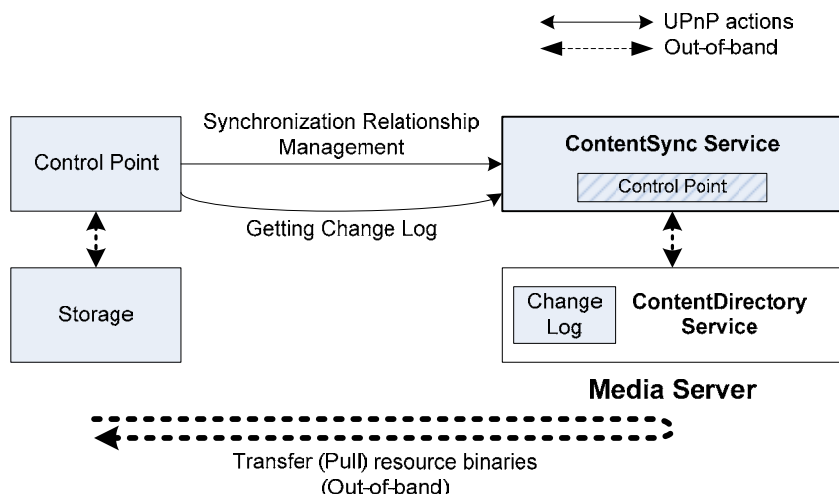 UPnP actions
Out-of-band
Synchronization Relationship
Management
Control Point
ContentSync Service
Control Point
Getting Change Log
Storage
Change
Log
ContentDirectory
Service
Media Server
Transfer (Pull) resource binaries
(Out-of-band)